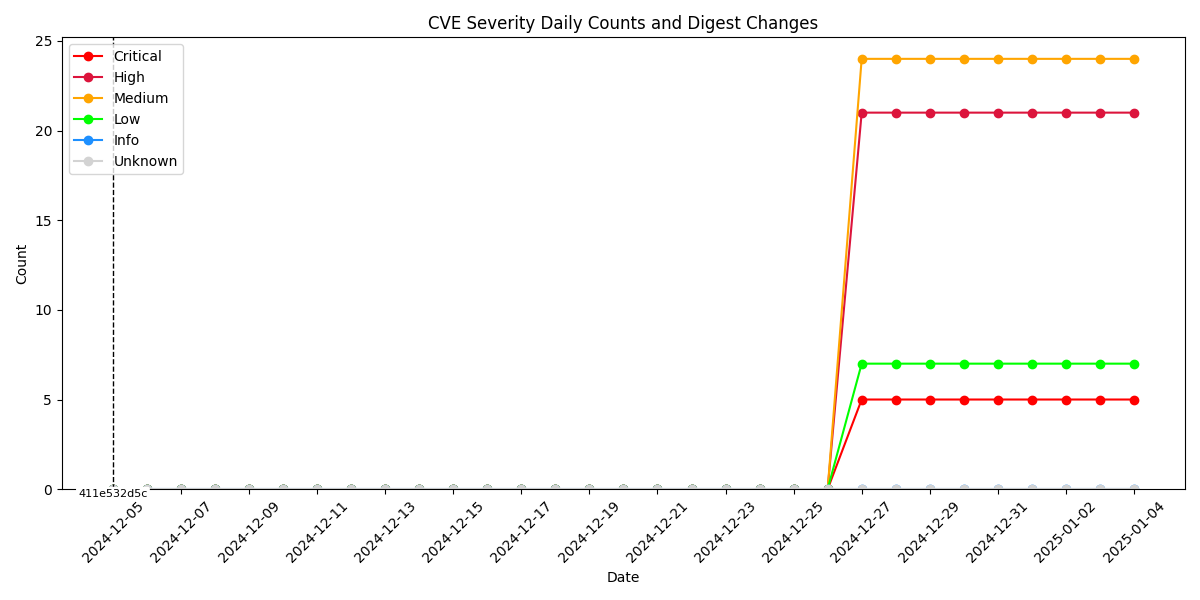 CVE Severity Daily Counts and Digest Changes
25
20
15
10
5
0
Count
Critical
High
Medium
Low
Info
Unknown
411e532d5c
2024-12-05
2024-12-07
2024-12-09
2024-12-11
2024-12-13
2024-12-15
2024-12-17
2024-12-19
2024-12-21
2024-12-23
2024-12-25
2024-12-27
2024-12-29
2024-12-31
2025-01-02
2025-01-04
Date